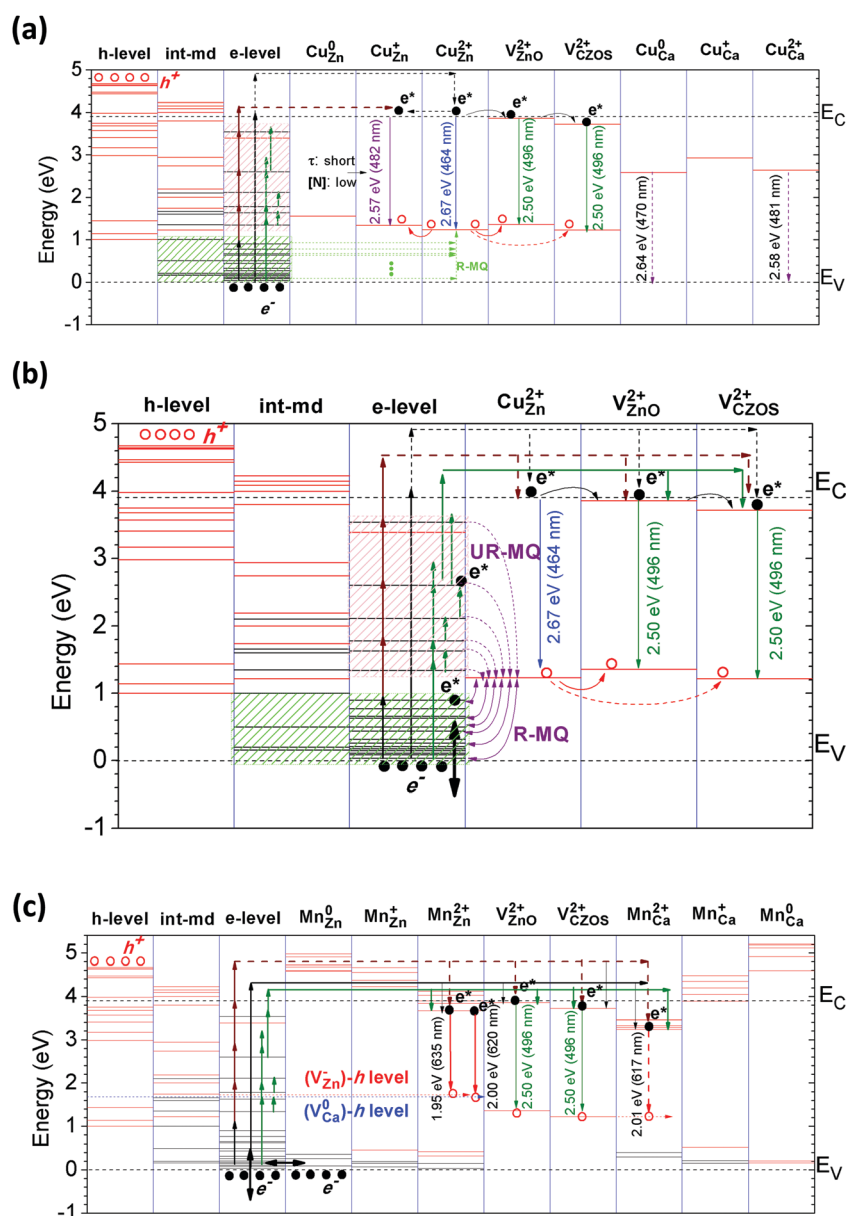 (a)
h-level int-md e-level Cu⁰Zn Cu⁺Zn Cu²⁺Zn V²⁺ZnO V²⁺CZOS Cu⁰Ca Cu⁺Ca Cu²⁺Ca
5
4
3
2
1
0
-1
Energy (eV)
h⁺
e* e* e* e*
EC
τ: short
[N]: low
2.57 eV (482 nm)
2.67 eV (464 nm)
2.50 eV (496 nm)
2.50 eV (496 nm)
2.64 eV (470 nm)
2.58 eV (481 nm)
R-MQ
EV
e⁻
(b)
h-level int-md e-level Cu²⁺Zn V²⁺ZnO V²⁺CZOS
5
4
3
2
1
0
-1
Energy (eV)
h⁺
e* e* e*
EC
UR-MQ
e*
2.67 eV (464 nm)
2.50 eV (496 nm)
2.50 eV (496 nm)
e*
R-MQ
EV
e⁻
(c)
h-level int-md e-level Mn⁰Zn Mn⁺Zn Mn²⁺Zn V²⁺ZnO V²⁺CZOS Mn²⁺Ca Mn⁺Ca Mn⁰Ca
5
4
3
2
1
0
-1
Energy (eV)
h⁺
e* e* e* e* e*
EC
1.95 eV (635 nm)
2.00 eV (620 nm)
2.50 eV (496 nm)
2.50 eV (496 nm)
2.01 eV (617 nm)
(V⁻Zn)-h level
(V⁰Ca)-h level
EV
e⁻ e⁻